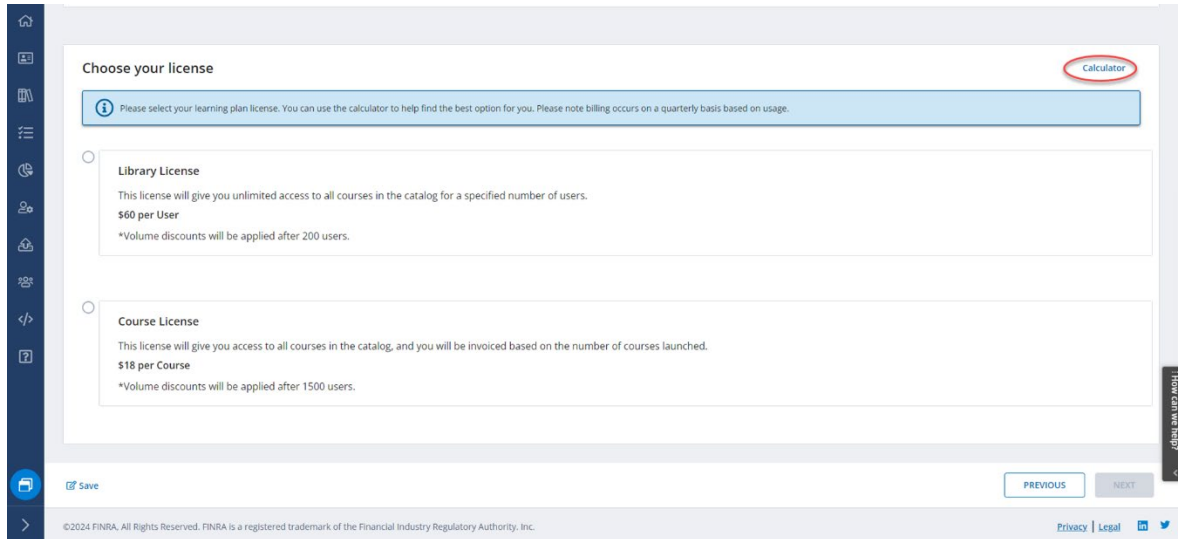 Choose your license
Calculator
Please select your learning plan license. You can use the calculator to help find the best option for you. Please note billing occurs on a quarterly basis based on usage.
Library License
This license will give you unlimited access to all courses in the catalog for a specified number of users.
$60 per User
*Volume discounts will be applied after 200 users.
Course License
This license will give you access to all courses in the catalog, and you will be invoiced based on the number of courses launched.
$18 per Course
*Volume discounts will be applied after 1500 users.
How can we help?
Save
PREVIOUS
NEXT
©2024 FINRA, All Rights Reserved. FINRA is a registered trademark of the Financial Industry Regulatory Authority. Inc.
Privacy | Legal